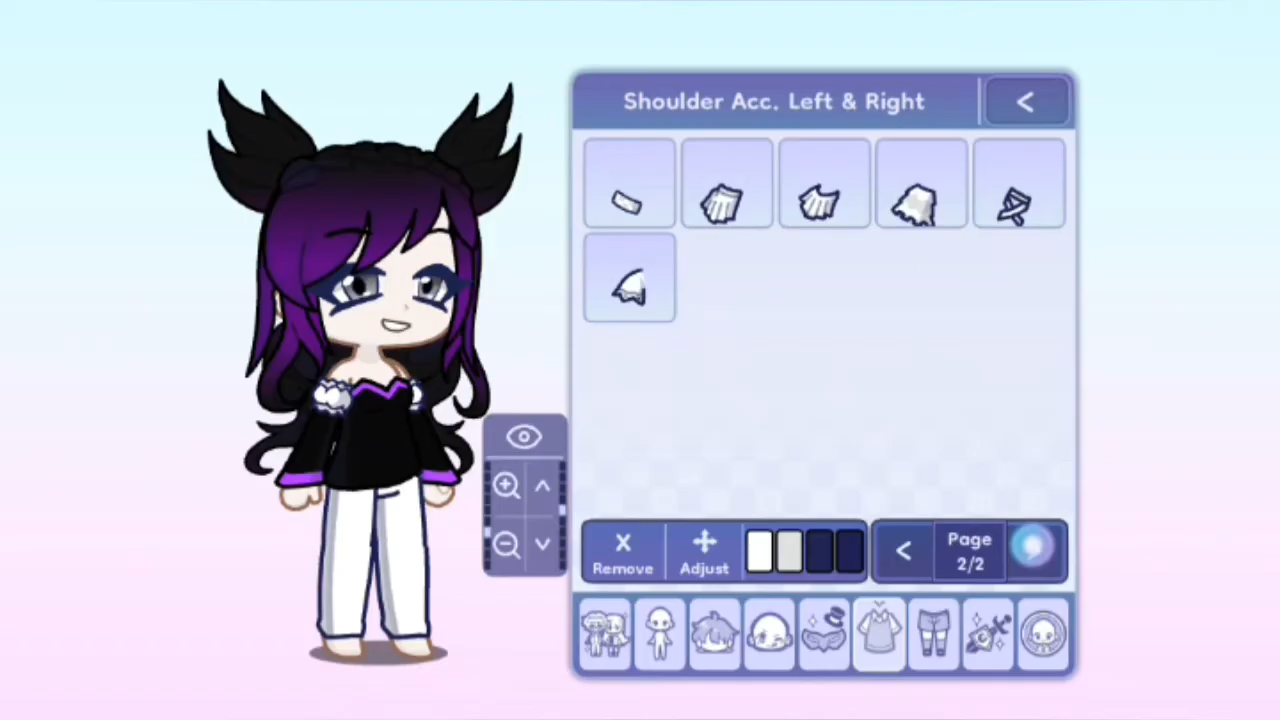 Shoulder Acc. Left & Right
<
X
Remove
Adjust
<
Page
2/2